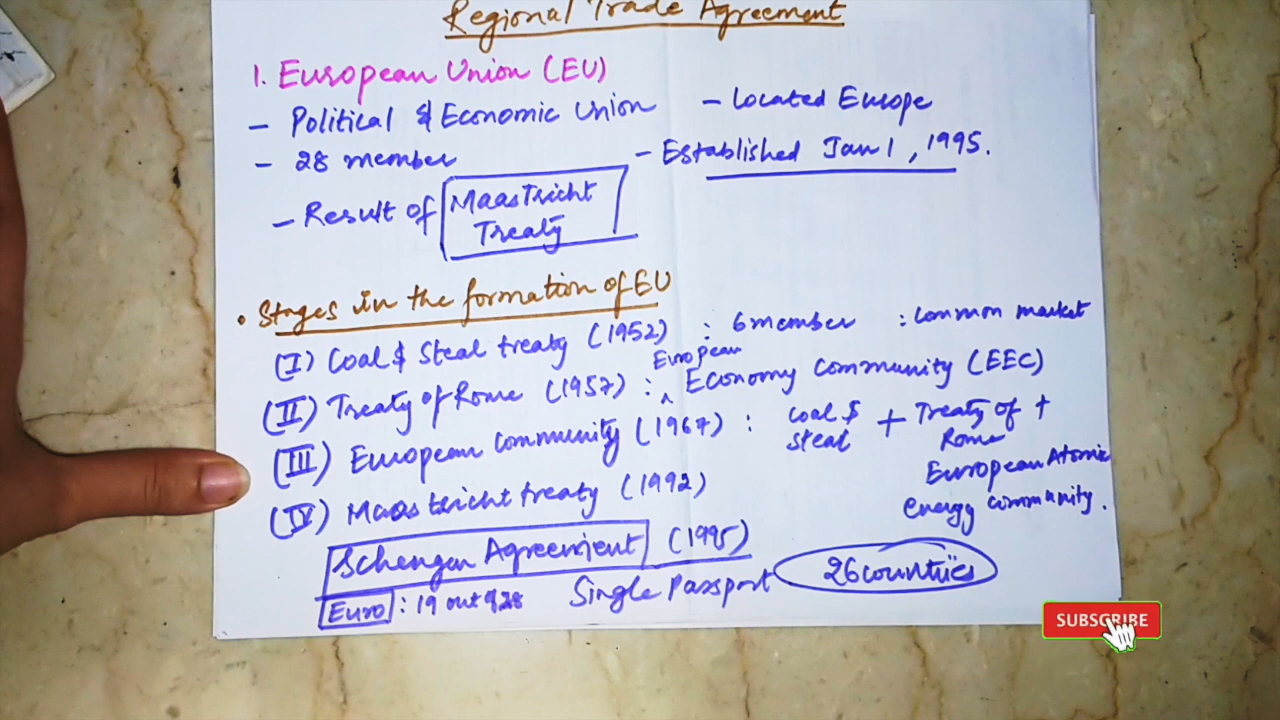 Regional Trade Agreement
1. European Union (EU)
- Political & Economic Union - Located Europe
- 28 member - Established Jan 1, 1995.
- Result of Maastricht
Treaty
• Stages in the formation of EU
(I) Coal & Steal treaty (1952) : 6 member : common market
(II) Treaty of Rome (1957) : European Economy community (EEC)
(III) European community (1967) : coal & steal + Treaty of Rome +
European Atomic
energy community.
(IV) Maastricht treaty (1992)
Schengen Agreement (1995)
Single Passport 26 countries
Euro : 19 out of 28
SUBSCRIBE